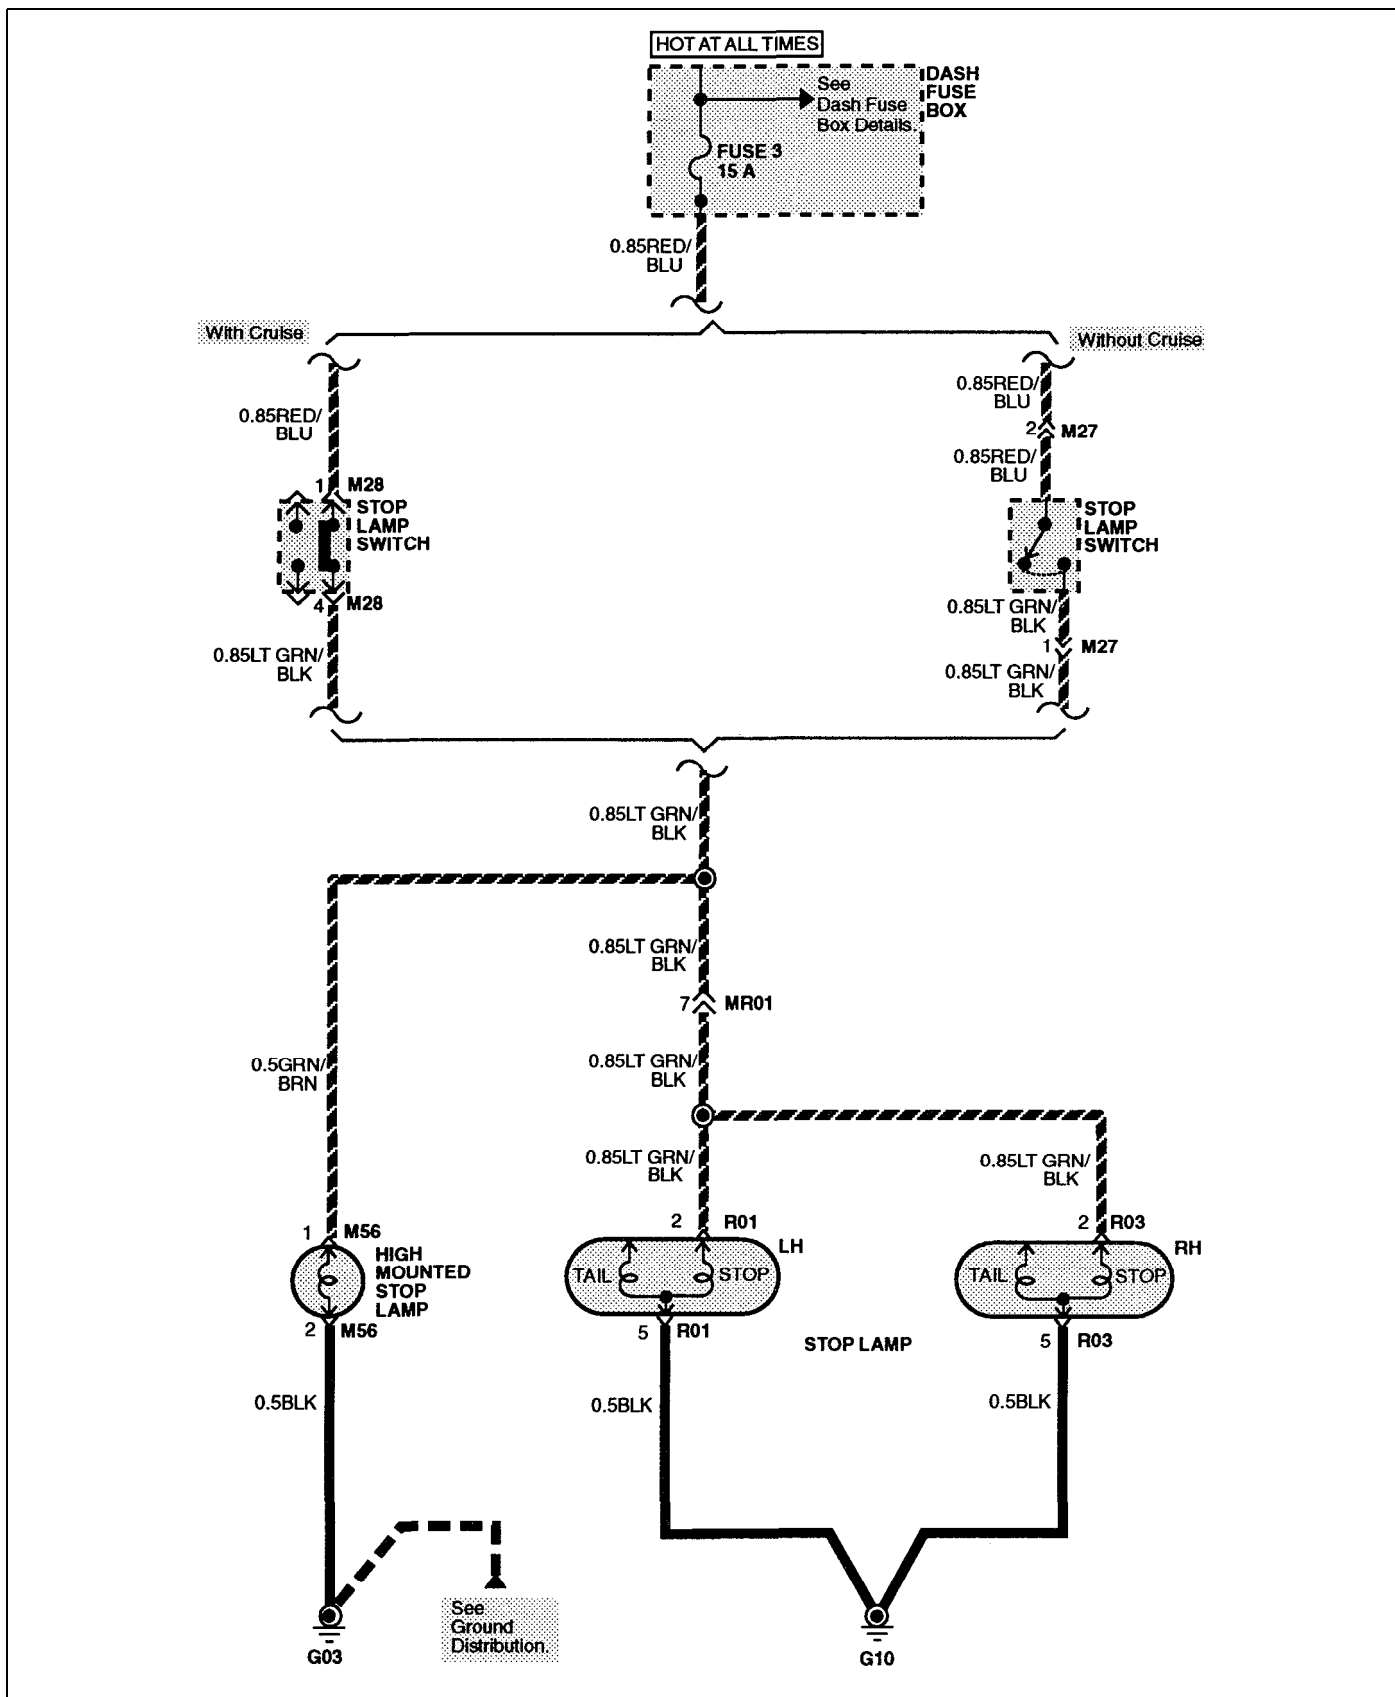 HOT AT ALL TIMES
See
Dash Fuse
Box Details.
DASH
FUSE
BOX
FUSE 3
15 A
0.85RED/
BLU
With Cruise
Without Cruise
0.85RED/
BLU
0.85RED/
BLU
2 M27
0.85RED/
BLU
1 M28
STOP
LAMP
SWITCH
STOP
LAMP
SWITCH
4 M28
0.85LT GRN/
BLK
1 M27
0.85LT GRN/
BLK
0.85LT GRN/
BLK
0.85LT GRN/
BLK
0.85LT GRN/
BLK
7 MR01
0.5GRN/
BRN
0.85LT GRN/
BLK
0.85LT GRN/
BLK
0.85LT GRN/
BLK
1 M56
HIGH
MOUNTED
STOP
LAMP
2 R01
LH
TAIL STOP
2 R03
RH
TAIL STOP
2 M56
5 R01
STOP LAMP
5 R03
0.5BLK
0.5BLK
0.5BLK
See
Ground
Distribution.
G03
G10